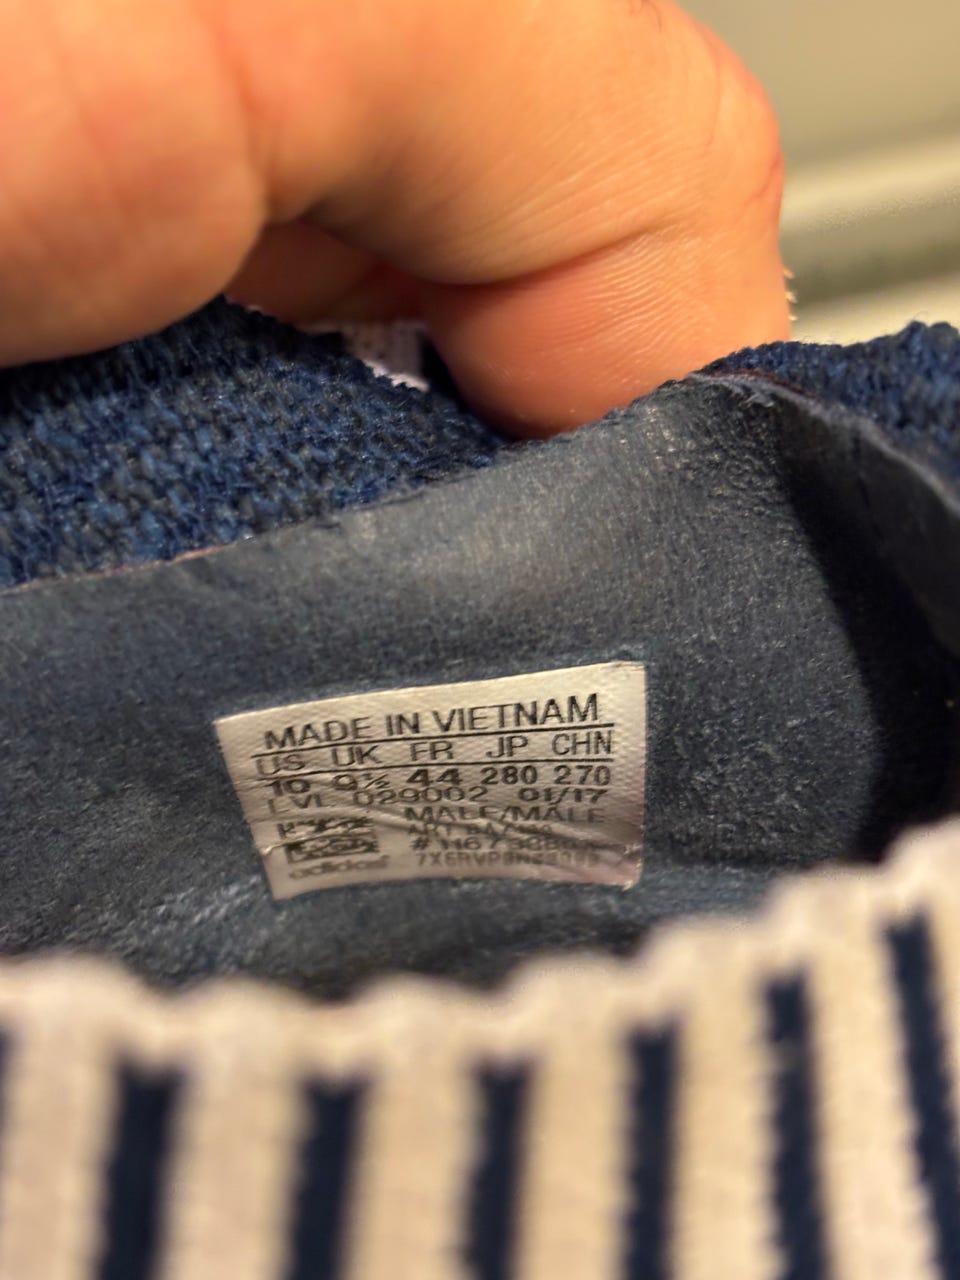 MADE IN VIETNAM
US UK FR JP CHN
10 9½ 44 280 270
LVL 029002 01/17
MALE/MALE
ART
adidas